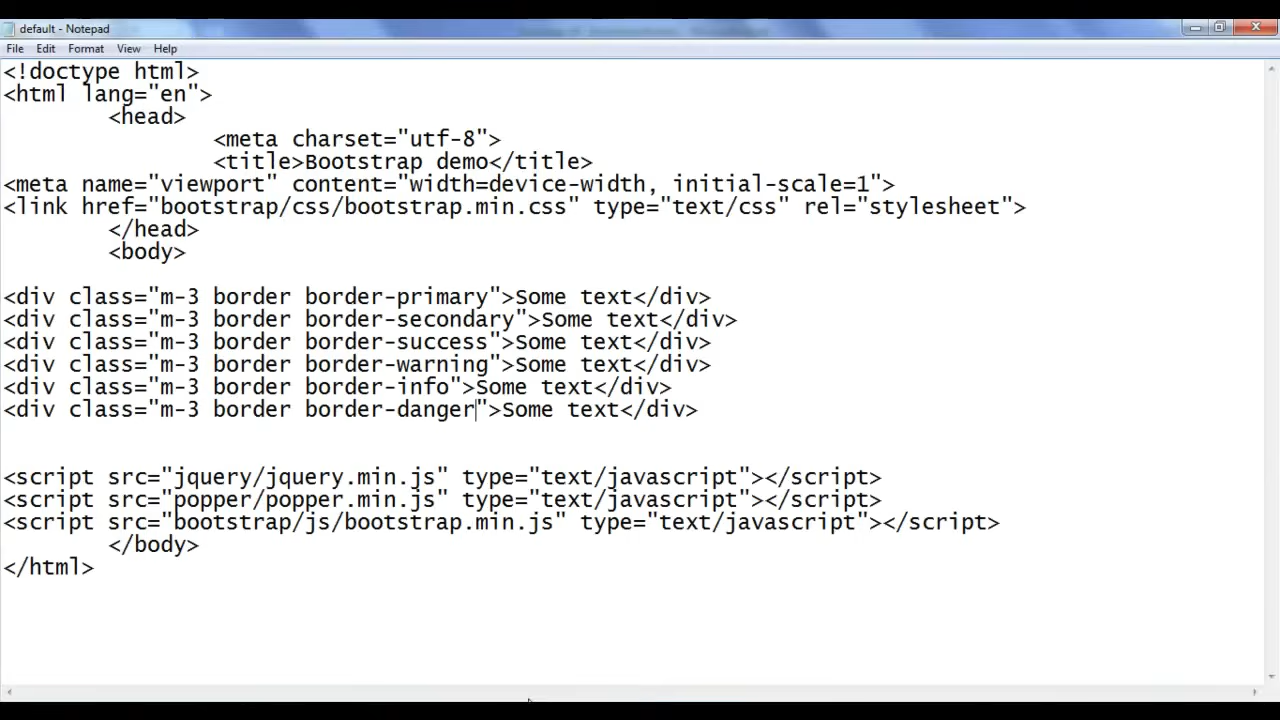 default - Notepad
File Edit Format View Help
<!doctype html>
<html lang="en">
<head>
<meta charset="utf-8">
<title>Bootstrap demo</title>
<meta name="viewport" content="width=device-width, initial-scale=1">
<link href="bootstrap/css/bootstrap.min.css" type="text/css" rel="stylesheet">
</head>
<body>
<div class="m-3 border border-primary">Some text</div>
<div class="m-3 border border-secondary">Some text</div>
<div class="m-3 border border-success">Some text</div>
<div class="m-3 border border-warning">Some text</div>
<div class="m-3 border border-info">Some text</div>
<div class="m-3 border border-danger">Some text</div>
<script src="jquery/jquery.min.js" type="text/javascript"></script>
<script src="popper/popper.min.js" type="text/javascript"></script>
<script src="bootstrap/js/bootstrap.min.js" type="text/javascript"></script>
</body>
</html>